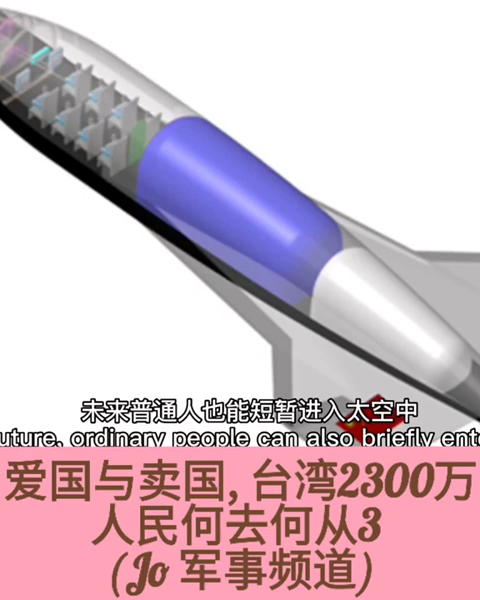 未来普通人也能短暂进入太空中
uture, ordinary people can also briefly ente
爱国与卖国, 台湾2300万
人民何去何从3
(Jo 军事频道)